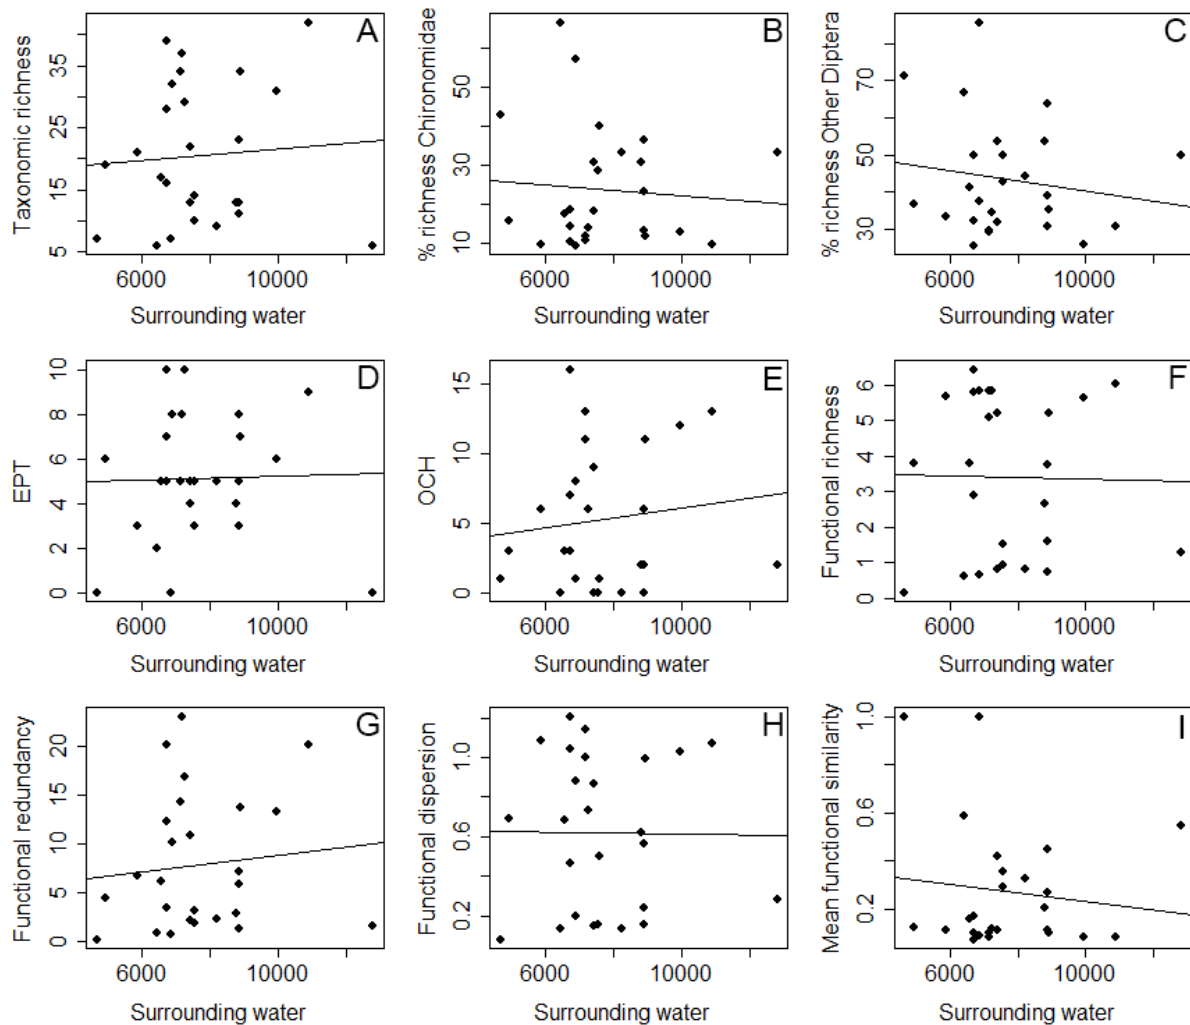 A
Taxonomic richness
5 15 25 35
6000 10000
Surrounding water
B
% richness Chironomidae
10 30 50
6000 10000
Surrounding water
C
% richness Other Diptera
30 50 70
6000 10000
Surrounding water
D
EPT
0 2 4 6 8 10
6000 10000
Surrounding water
E
OCH
0 5 10 15
6000 10000
Surrounding water
F
Functional richness
0 1 2 3 4 5 6
6000 10000
Surrounding water
G
Functional redundancy
0 5 10 15 20
6000 10000
Surrounding water
H
Functional dispersion
0.2 0.6 1.0
6000 10000
Surrounding water
I
Mean functional similarity
0.2 0.6 1.0
6000 10000
Surrounding water